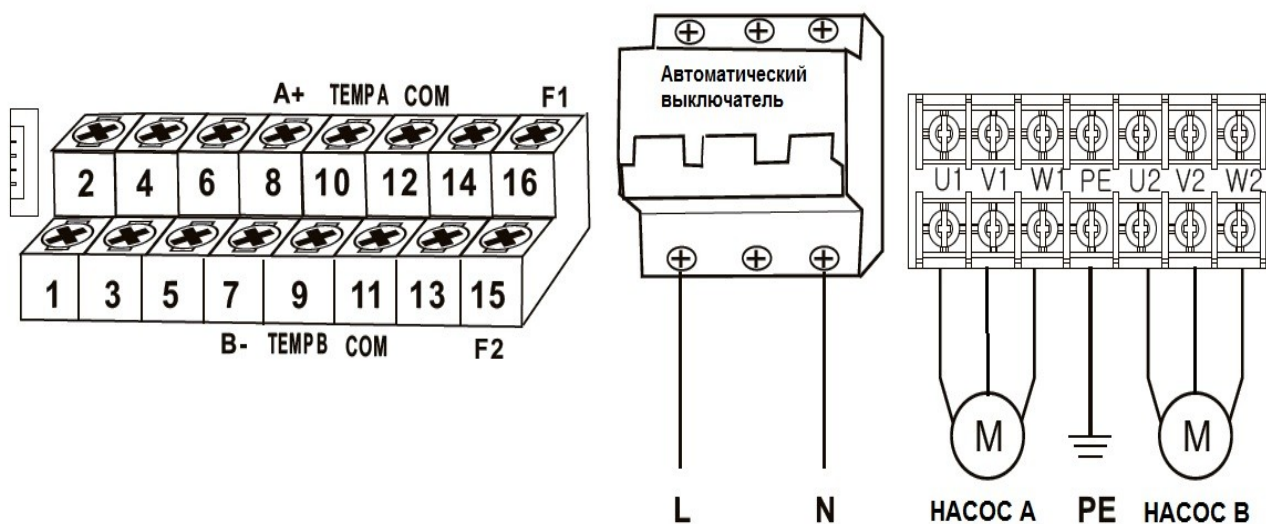 A+ TEMPA COM F1
2 4 6 8 10 12 14 16
1 3 5 7 9 11 13 15
B- TEMPB COM F2
Автоматический
выключатель
L N
U1 V1 W1 PE U2 V2 W2
M M
НАСОС А PE НАСОС В